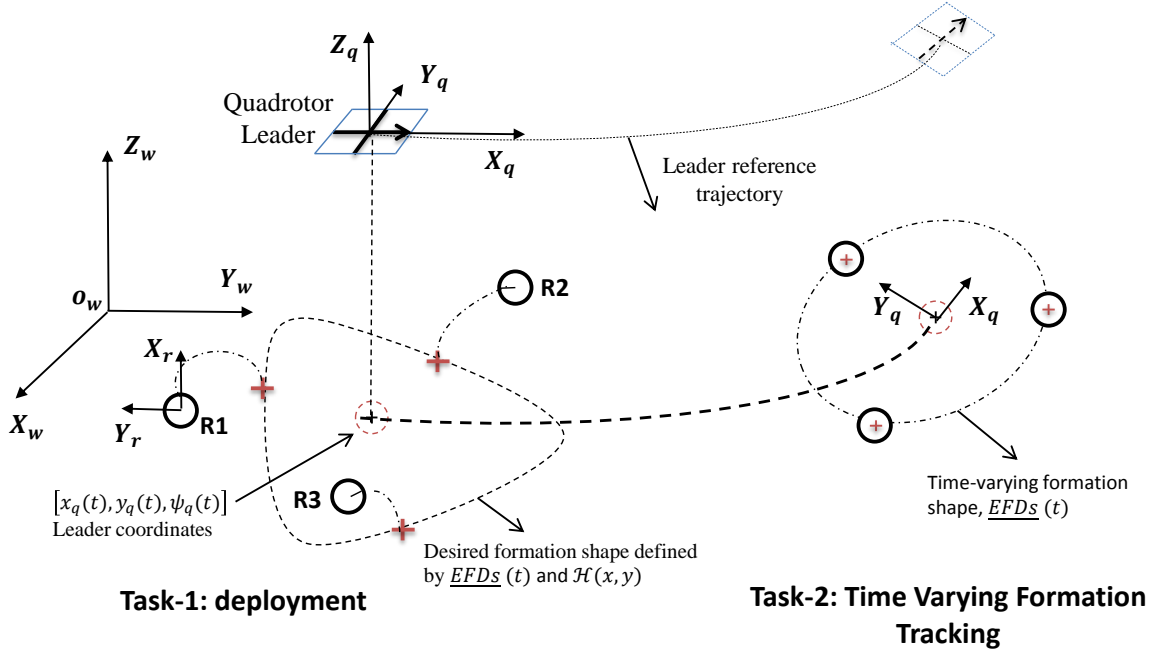 Z_q
Y_q
Quadrotor
Leader
X_q
Leader reference
trajectory
Z_w
Y_w
o_w
X_w
X_r
Y_r
R1
R2
R3
Y_q
X_q
[x_q(t), y_q(t), ψ_q(t)]
Leader coordinates
Desired formation shape defined
by EFDs (t) and ℋ(x, y)
Time-varying formation
shape, EFDs (t)
Task-1: deployment
Task-2: Time Varying Formation
Tracking